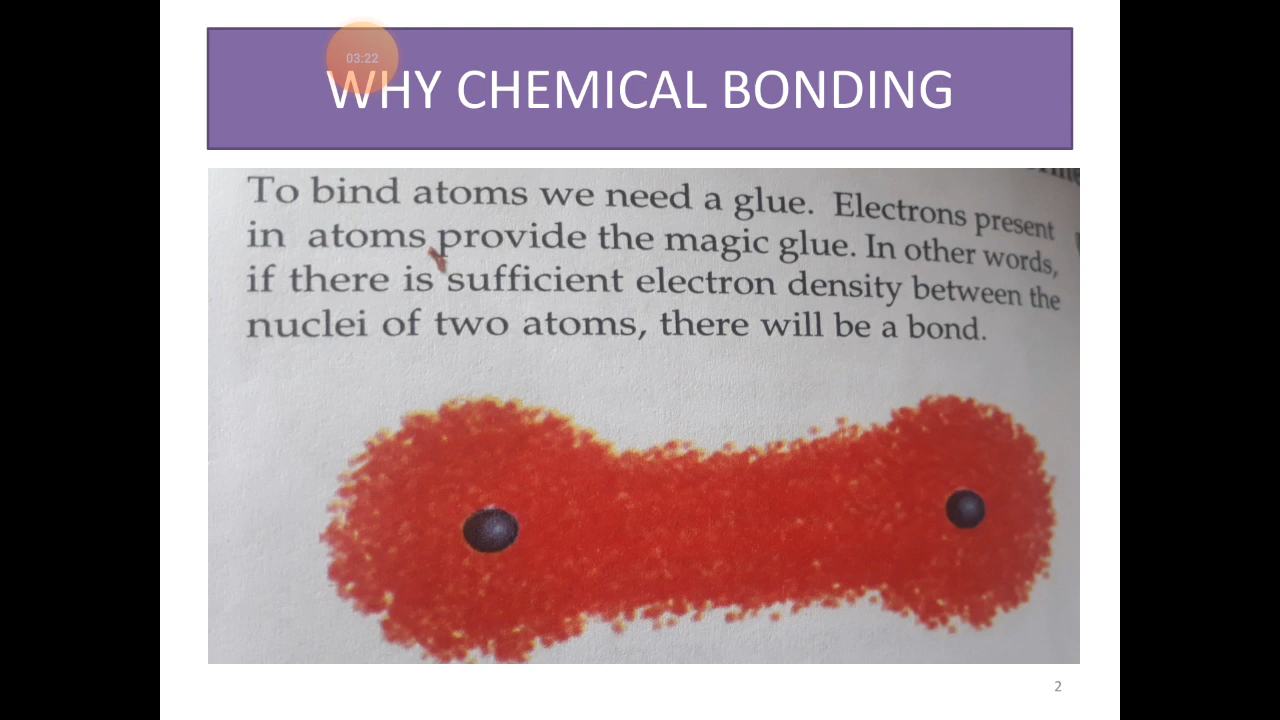 03:22
WHY CHEMICAL BONDING
To bind atoms we need a glue. Electrons present
in atoms provide the magic glue. In other words,
if there is sufficient electron density between the
nuclei of two atoms, there will be a bond.
2